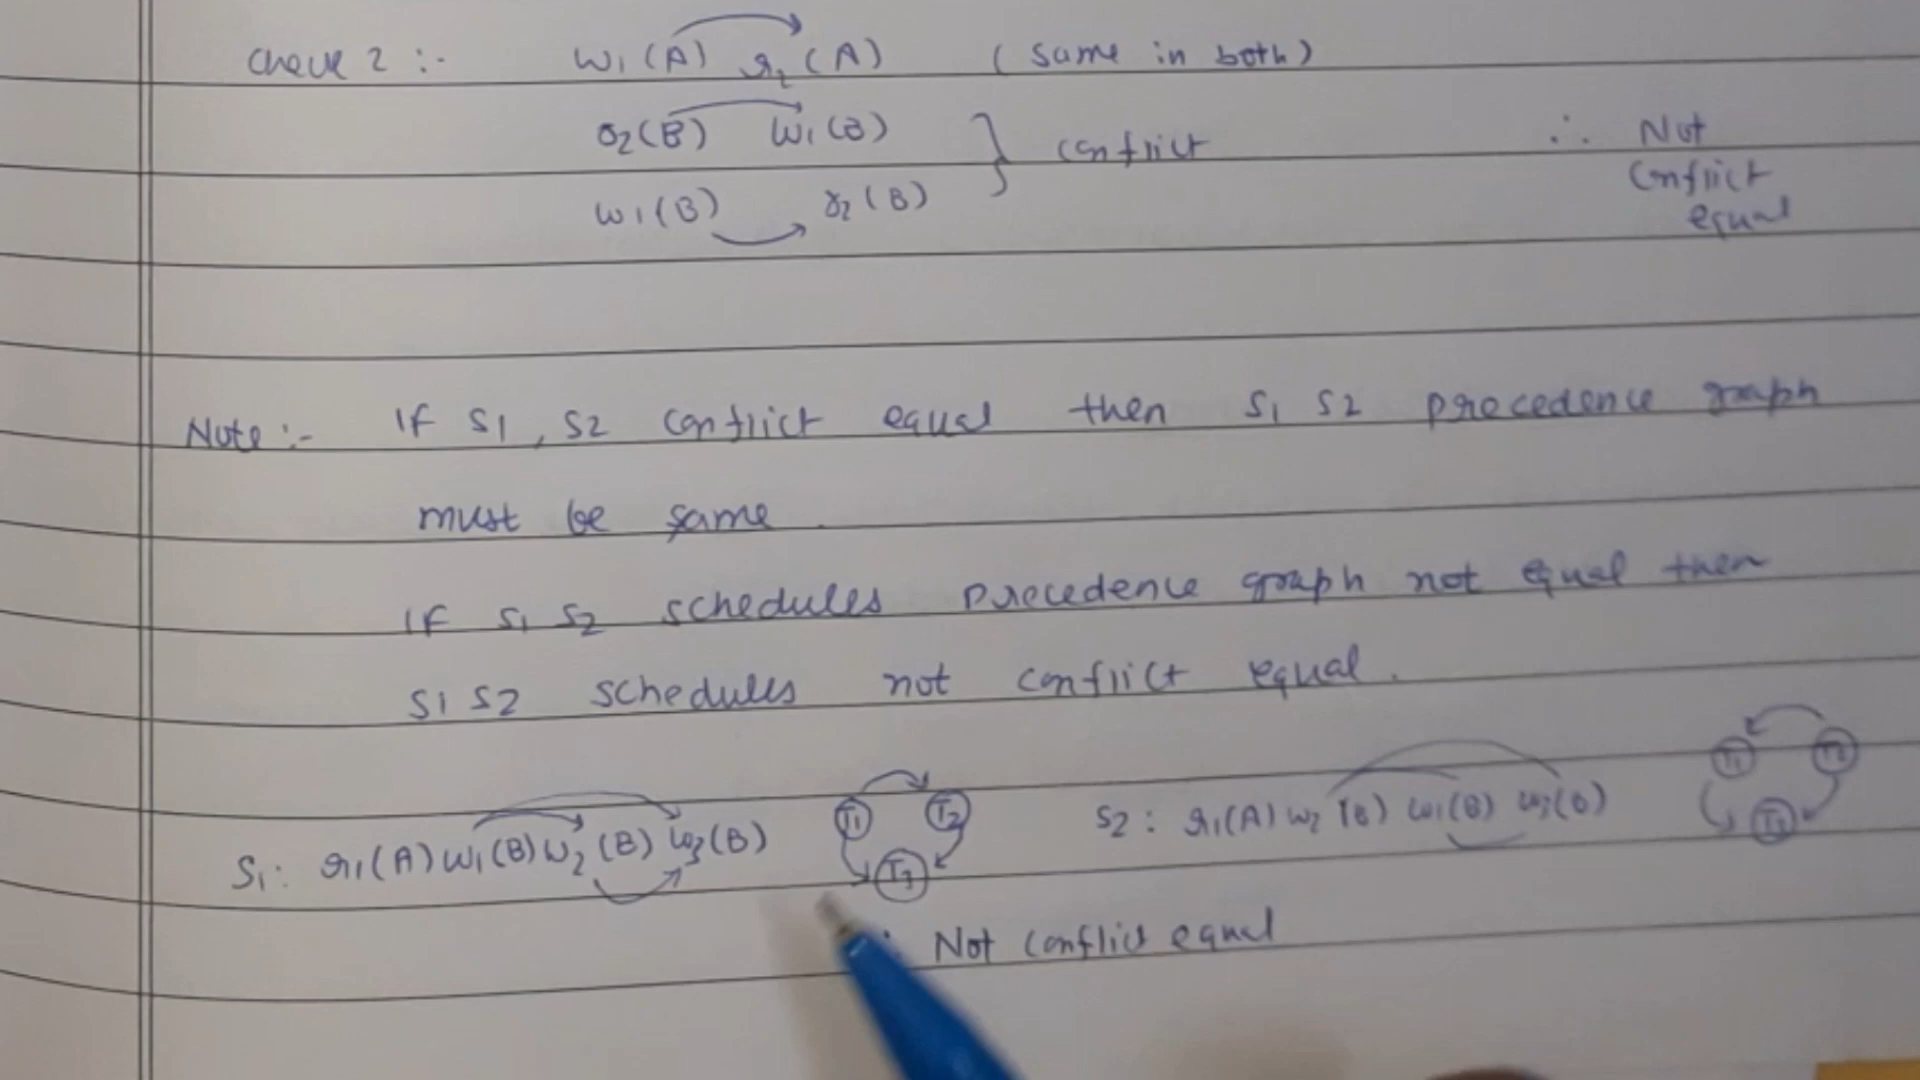 Check 2 :- W1(A) r2(A) (same in both)
r2(B) W1(B) } conflict ∴ Not
W1(B) r2(B) conflict
equal
Note:- If S1, S2 conflict equal then S1 S2 precedence graph
must be same.
If S1 S2 schedules precedence graph not equal then
S1 S2 schedules not conflict equal.
S1: r1(A) W1(B) W2(B) W3(B) T1 T2 T3 S2: r1(A) W2(B) W1(B) W3(B) T1 T2 T3
Not conflict equal